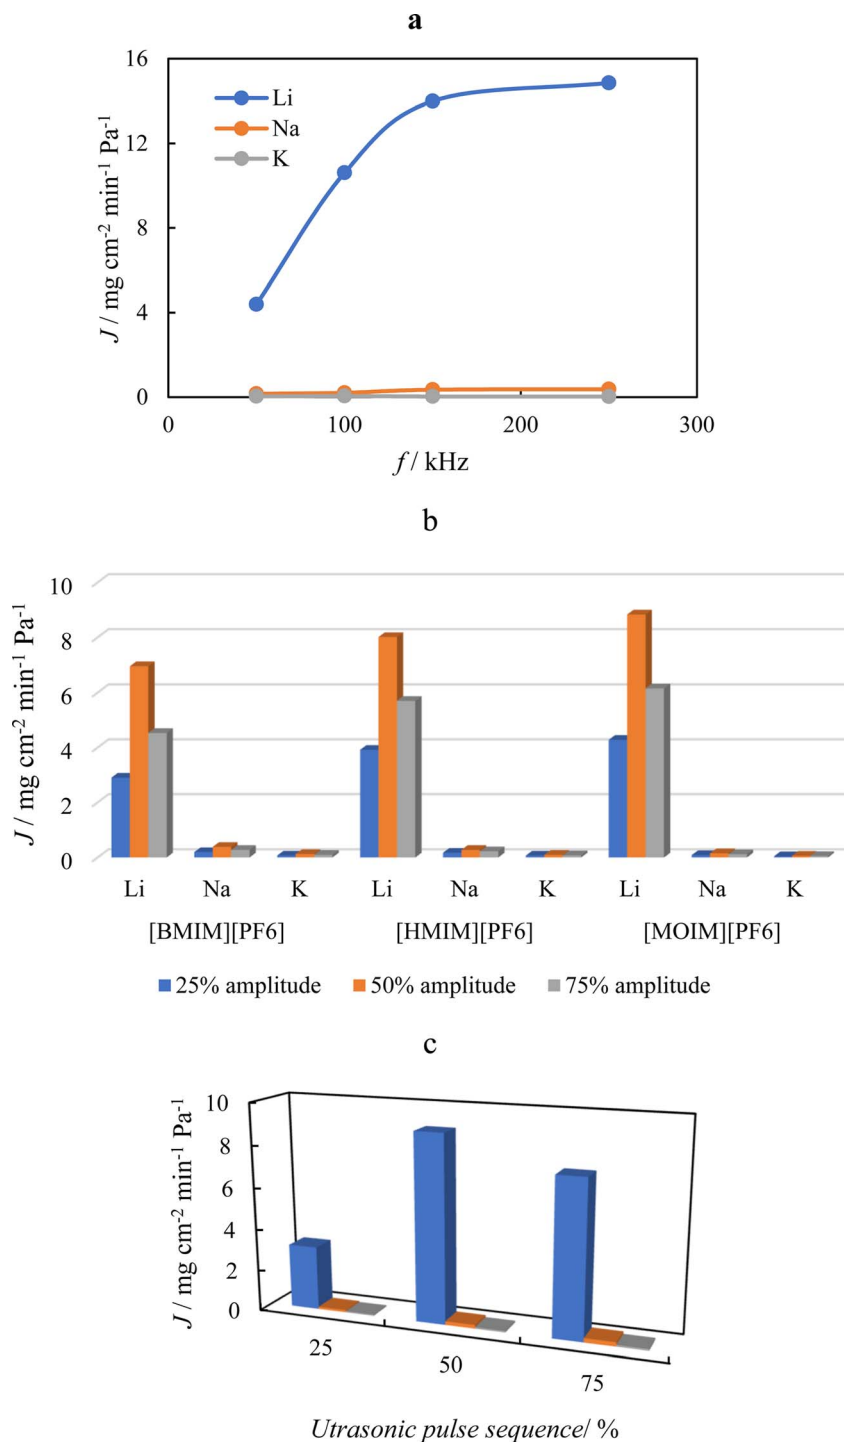 a
16
12
8
4
0
J / mg cm⁻² min⁻¹ Pa⁻¹
Li
Na
K
0 100 200 300
f / kHz
b
10
8
6
4
2
0
J / mg cm⁻² min⁻¹ Pa⁻¹
Li Na K Li Na K Li Na K
[BMIM][PF6] [HMIM][PF6] [MOIM][PF6]
25% amplitude 50% amplitude 75% amplitude
c
10
8
6
4
2
0
J / mg cm⁻² min⁻¹ Pa⁻¹
25 50 75
Utrasonic pulse sequence/ %